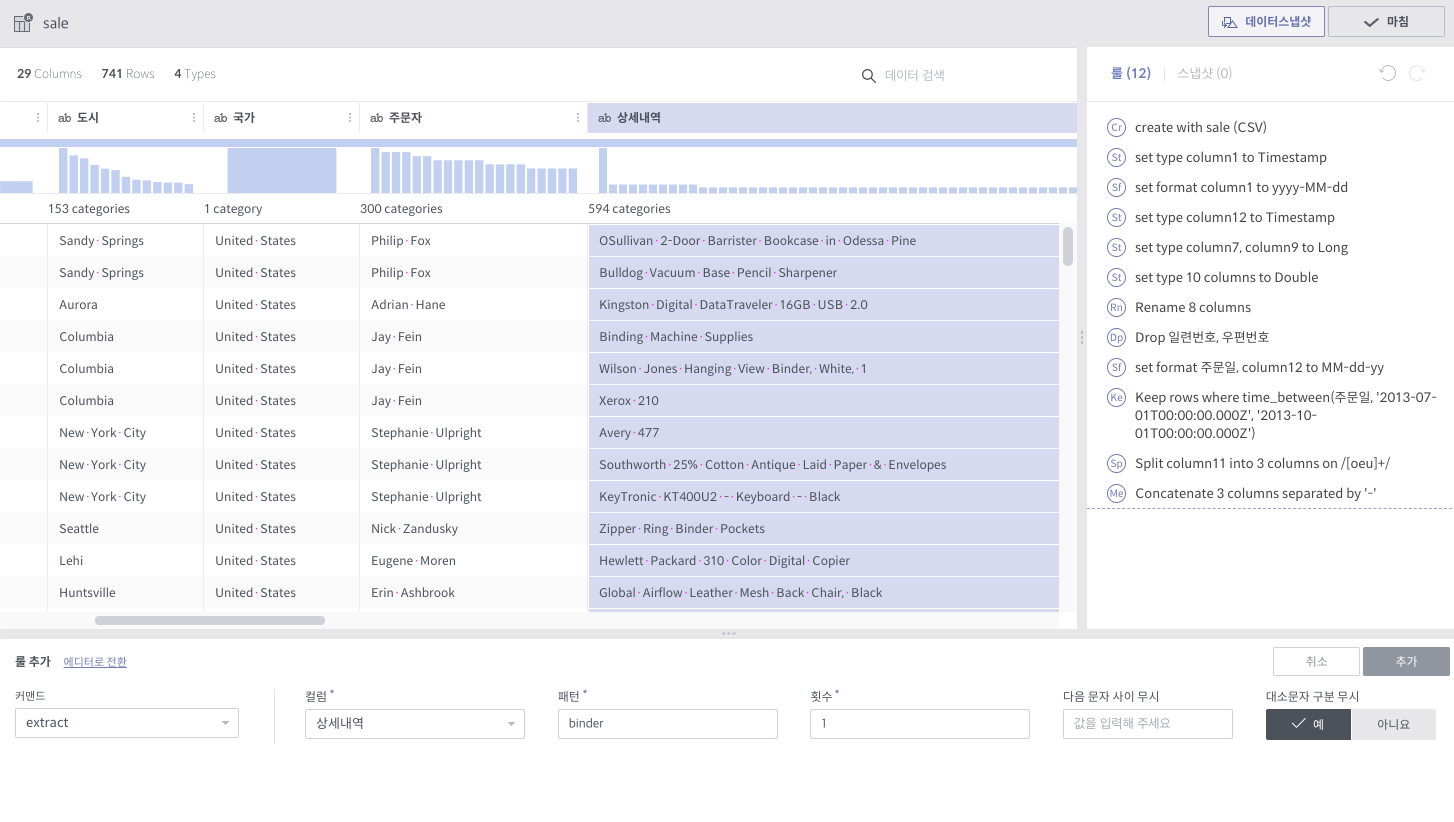 sale
데이터스냅샷
마침
29 Columns 741 Rows 4 Types
데이터 검색
룰 (12)
스냅샷 (0)
ab 도시
ab 국가
ab 주문자
ab 상세내역
153 categories
1 category
300 categories
594 categories
Sandy·Springs United·States Philip·Fox OSullivan·2-Door·Barrister·Bookcase·in·Odessa·Pine
Sandy·Springs United·States Philip·Fox Bulldog·Vacuum·Base·Pencil·Sharpener
Aurora United·States Adrian·Hane Kingston·Digital·DataTraveler·16GB·USB·2.0
Columbia United·States Jay·Fein Binding·Machine·Supplies
Columbia United·States Jay·Fein Wilson·Jones·Hanging·View·Binder,·White,·1
Columbia United·States Jay·Fein Xerox·210
New·York·City United·States Stephanie·Ulpright Avery·477
New·York·City United·States Stephanie·Ulpright Southworth·25%·Cotton·Antique·Laid·Paper·&·Envelopes
New·York·City United·States Stephanie·Ulpright KeyTronic·KT400U2·-·Keyboard·-·Black
Seattle United·States Nick·Zandusky Zipper·Ring·Binder·Pockets
Lehi United·States Eugene·Moren Hewlett·Packard·310·Color·Digital·Copier
Huntsville United·States Erin·Ashbrook Global·Airflow·Leather·Mesh·Back·Chair,·Black
Cr create with sale (CSV)
St set type column1 to Timestamp
Sf set format column1 to yyyy-MM-dd
St set type column12 to Timestamp
St set type column7, column9 to Long
St set type 10 columns to Double
Rn Rename 8 columns
Dp Drop 일련번호, 우편번호
Sf set format 주문일, column12 to MM-dd-yy
Ke Keep rows where time_between(주문일, '2013-07-
01T00:00:00.000Z', '2013-10-
01T00:00:00.000Z')
Sp Split column11 into 3 columns on /[oeu]+/
Me Concatenate 3 columns separated by '-'
룰 추가 에디터로 전환
취소
추가
커맨드
extract
컬럼 *
상세내역
패턴 *
binder
횟수 *
1
다음 문자 사이 무시
값을 입력해 주세요
대소문자 구분 무시
예
아니요